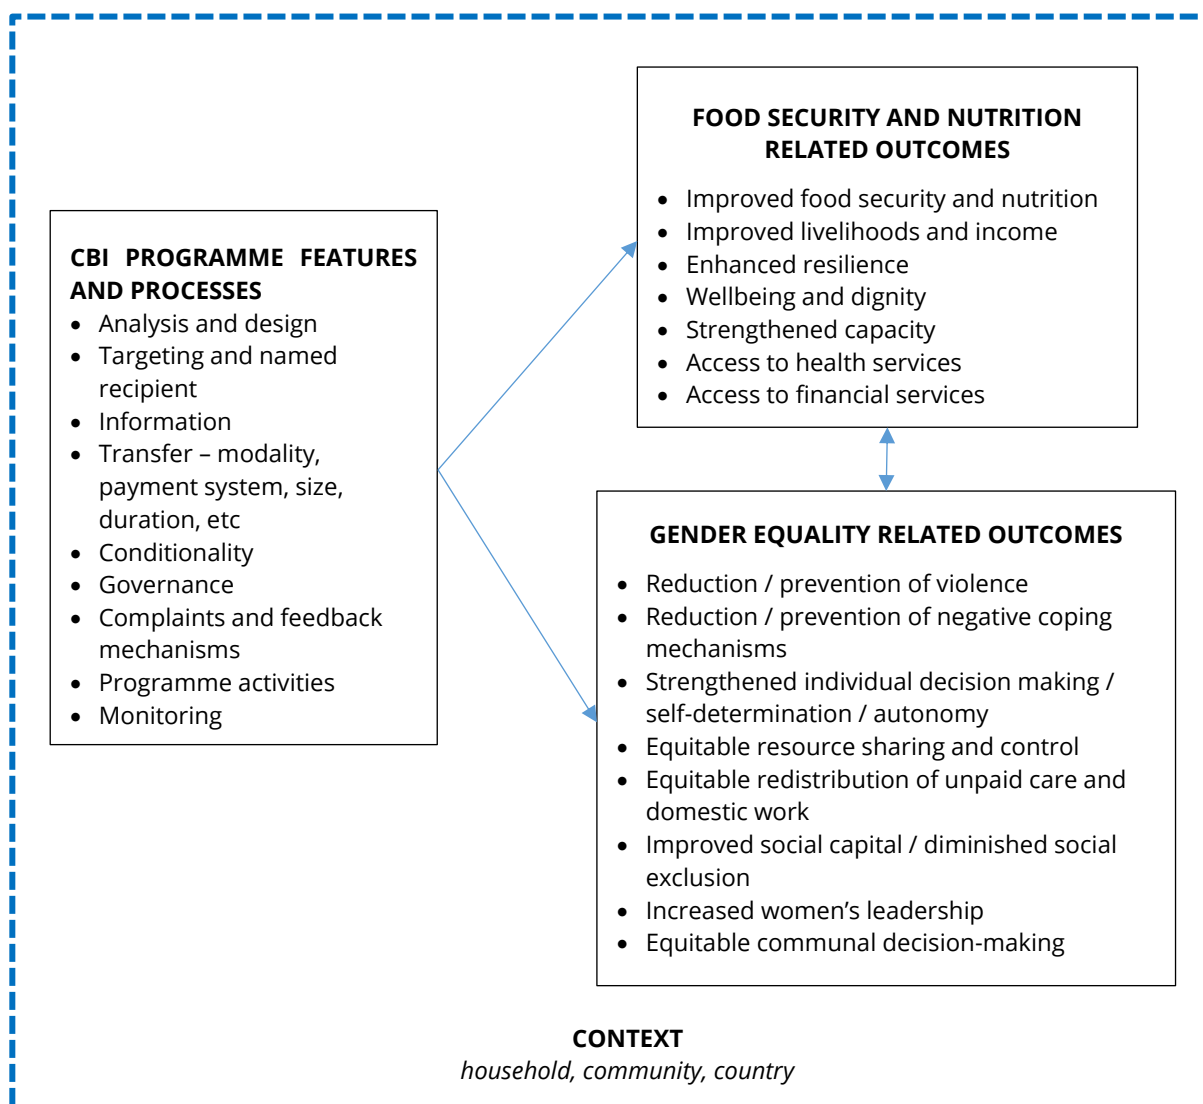 CBI PROGRAMME FEATURES
AND PROCESSES
• Analysis and design
• Targeting and named
recipient
• Information
• Transfer – modality,
payment system, size,
duration, etc
• Conditionality
• Governance
• Complaints and feedback
mechanisms
• Programme activities
• Monitoring
FOOD SECURITY AND NUTRITION
RELATED OUTCOMES
• Improved food security and nutrition
• Improved livelihoods and income
• Enhanced resilience
• Wellbeing and dignity
• Strengthened capacity
• Access to health services
• Access to financial services
GENDER EQUALITY RELATED OUTCOMES
• Reduction / prevention of violence
• Reduction / prevention of negative coping
mechanisms
• Strengthened individual decision making /
self-determination / autonomy
• Equitable resource sharing and control
• Equitable redistribution of unpaid care and
domestic work
• Improved social capital / diminished social
exclusion
• Increased women’s leadership
• Equitable communal decision-making
CONTEXT
household, community, country